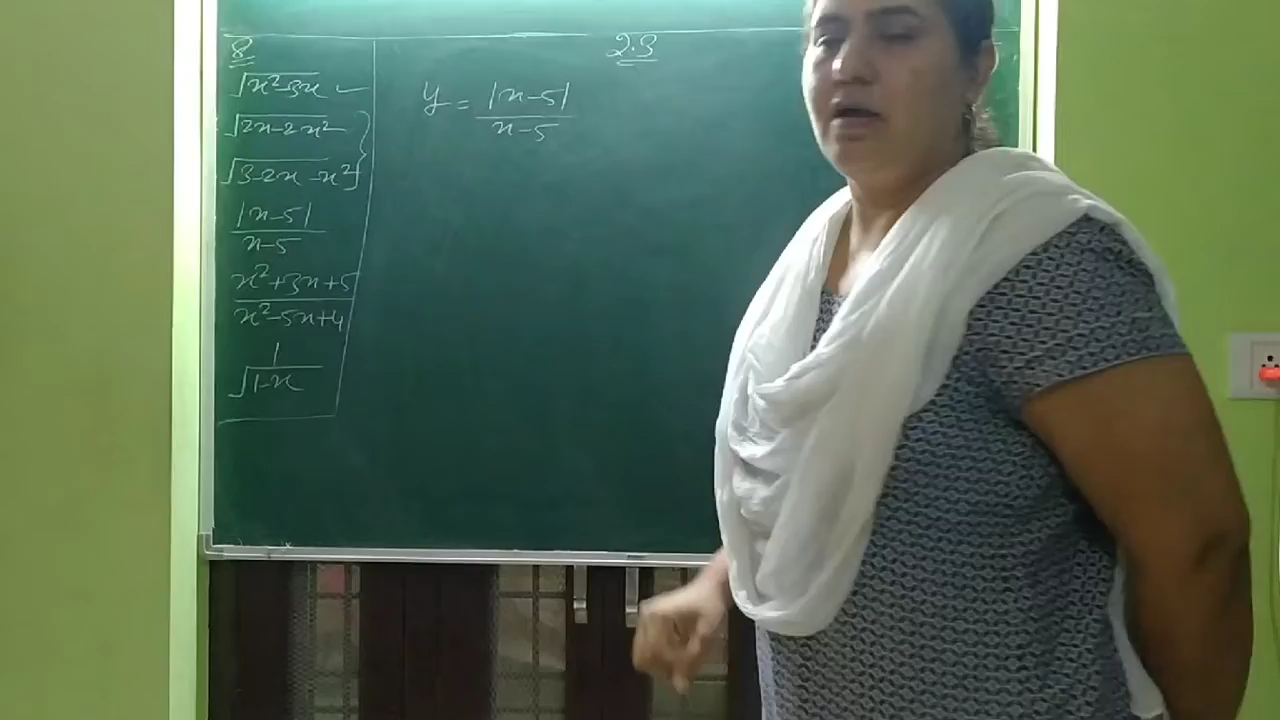 8
√x²-3x
√2x-2x²
√3-2x-x²
|x-5|
x-5
x²+3x+5
x²-5x+4
1
√1-x
2.3
y = |x-5|
x-5